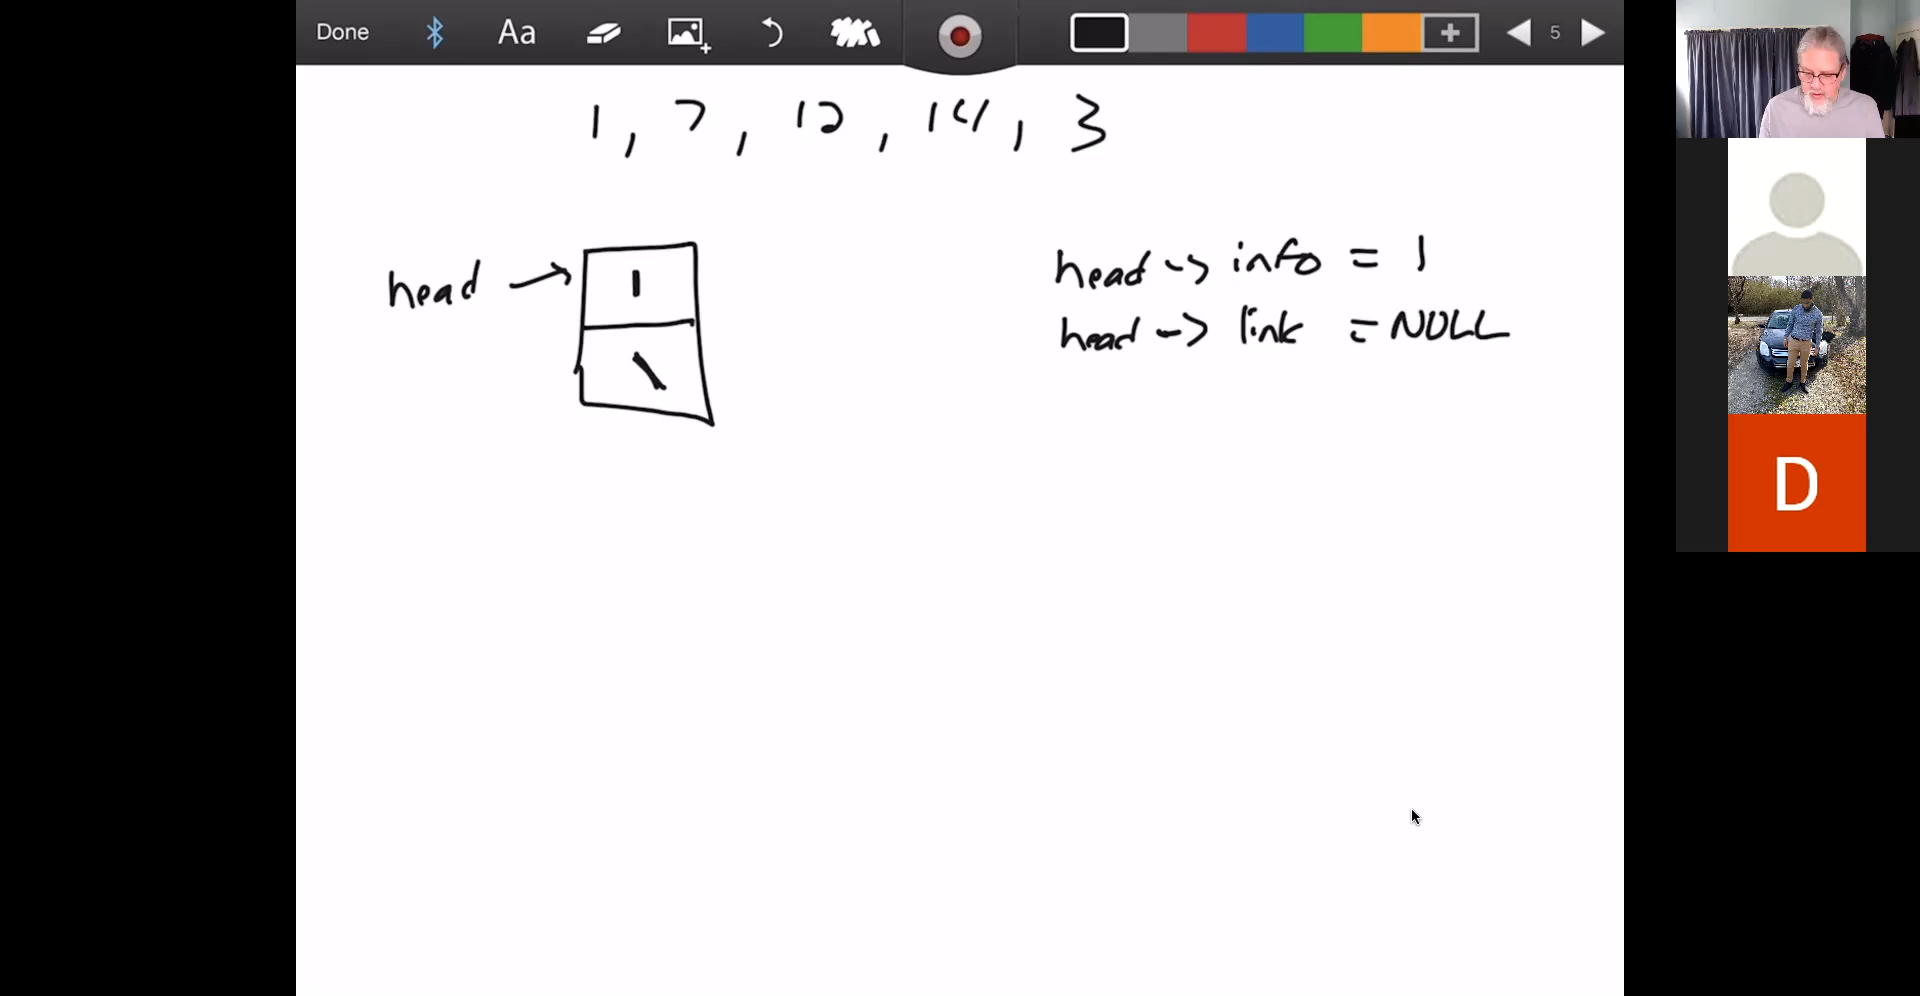 Done Aa 5
1, 7, 12, 14, 3
head → 1
head -> info = 1
head -> link = NULL
D